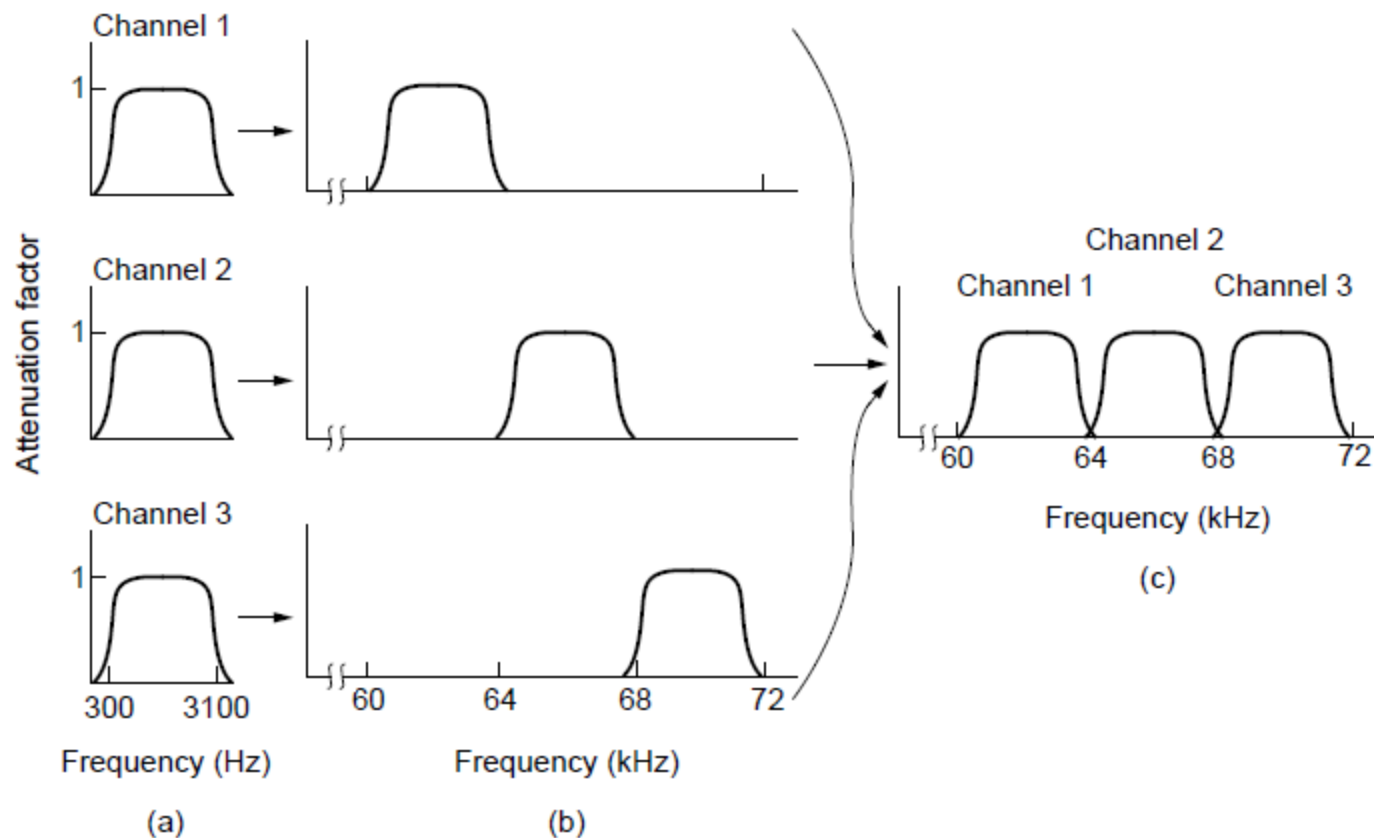 Channel 1
1
Attenuation factor
Channel 2
1
Channel 3
1
300 3100
Frequency (Hz)
(a)
60 64 68 72
Frequency (kHz)
(b)
Channel 2
Channel 1 Channel 3
60 64 68 72
Frequency (kHz)
(c)